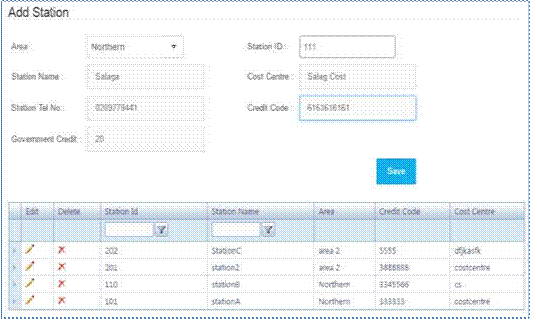 Add Station
Area : Northern Station ID : 111
Station Name : Salaga Cost Centre : Salag Cost
Station Tel No : 0209779441 Credit Code : 6163616161
Government Credit : 20
Save
Edit Delete Station Id Station Name Area Credit Code Cost Centre
202 StationC area 2 5555 dfjkasfk
201 station2 area 2 3488888 costcentre
110 stationB Northern 3345566 cs
101 stationA Northern 333333 costcentre